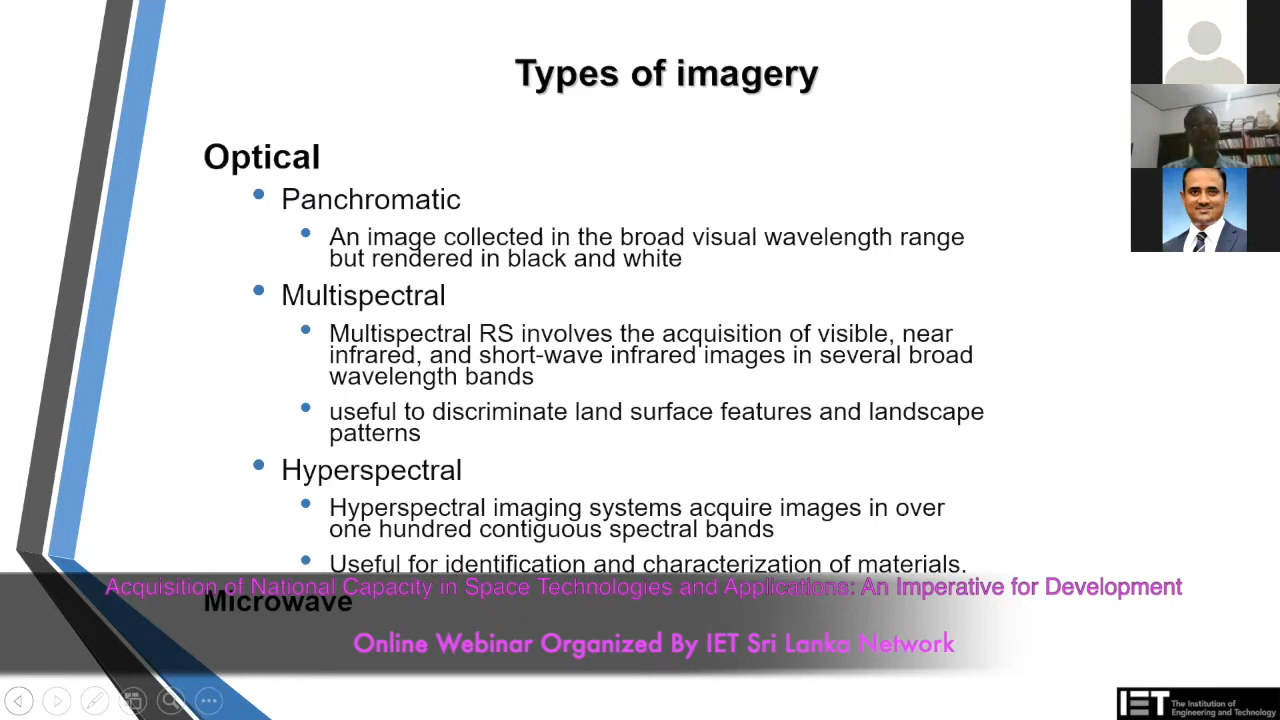 Types of imagery
Optical
Panchromatic
An image collected in the broad visual wavelength range
but rendered in black and white
Multispectral
Multispectral RS involves the acquisition of visible, near
infrared, and short-wave infrared images in several broad
wavelength bands
useful to discriminate land surface features and landscape
patterns
Hyperspectral
Hyperspectral imaging systems acquire images in over
one hundred contiguous spectral bands
Useful for identification and characterization of materials.
Acquisition of National Capacity in Space Technologies and Applications: An Imperative for Development
Microwave
Online Webinar Organized By IET Sri Lanka Network
IET The Institution of
Engineering and Technology